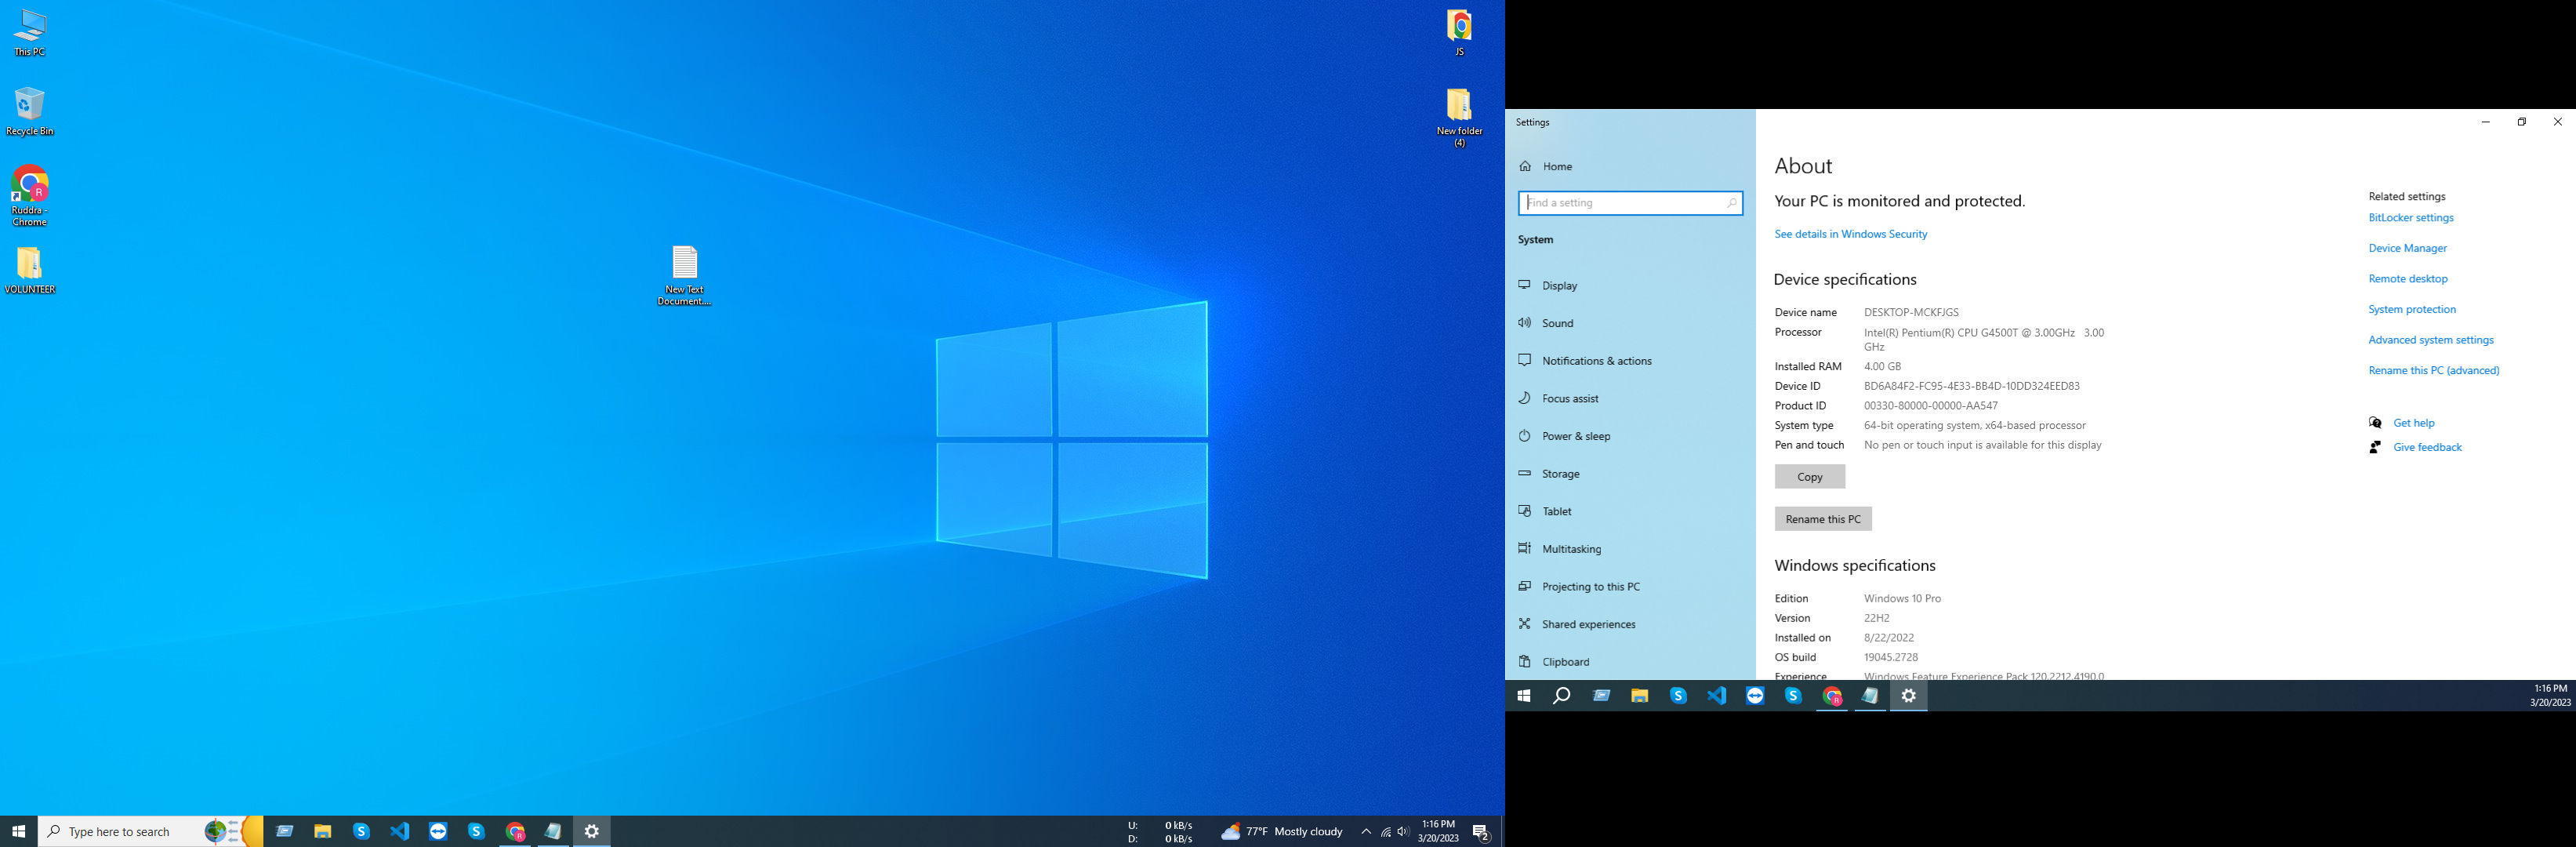 This PC
Recycle Bin
Ruddra -
Chrome
VOLUNTEER
New Text
Document....
JS
New folder
(4)
Type here to search
U: 0 kB/s
D: 0 kB/s
77°F Mostly cloudy
1:16 PM
3/20/2023
2
Settings
Home
Find a setting
System
Display
Sound
Notifications & actions
Focus assist
Power & sleep
Storage
Tablet
Multitasking
Projecting to this PC
Shared experiences
Clipboard
About
Your PC is monitored and protected.
See details in Windows Security
Device specifications
Device name DESKTOP-MCKFJGS
Processor Intel(R) Pentium(R) CPU G4500T @ 3.00GHz 3.00
GHz
Installed RAM 4.00 GB
Device ID BD6A84F2-FC95-4E33-BB4D-10DD324EED83
Product ID 00330-80000-00000-AA547
System type 64-bit operating system, x64-based processor
Pen and touch No pen or touch input is available for this display
Copy
Rename this PC
Windows specifications
Edition Windows 10 Pro
Version 22H2
Installed on 8/22/2022
OS build 19045.2728
Experience Windows Feature Experience Pack 120.2212.4190.0
Related settings
BitLocker settings
Device Manager
Remote desktop
System protection
Advanced system settings
Rename this PC (advanced)
Get help
Give feedback
1:16 PM
3/20/2023